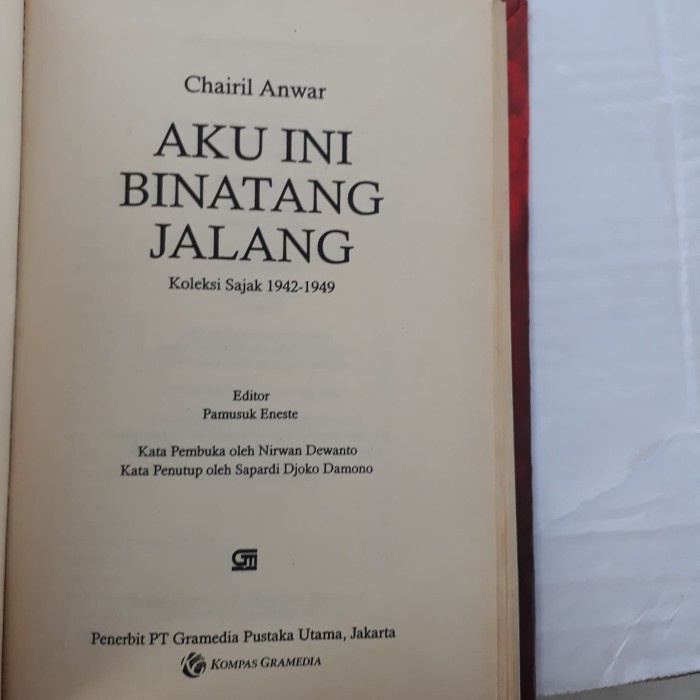 Chairil Anwar
AKU INI
BINATANG
JALANG
Koleksi Sajak 1942-1949
Editor
Pamusuk Eneste
Kata Pembuka oleh Nirwan Dewanto
Kata Penutup oleh Sapardi Djoko Damono
Penerbit PT Gramedia Pustaka Utama, Jakarta
KOMPAS GRAMEDIA